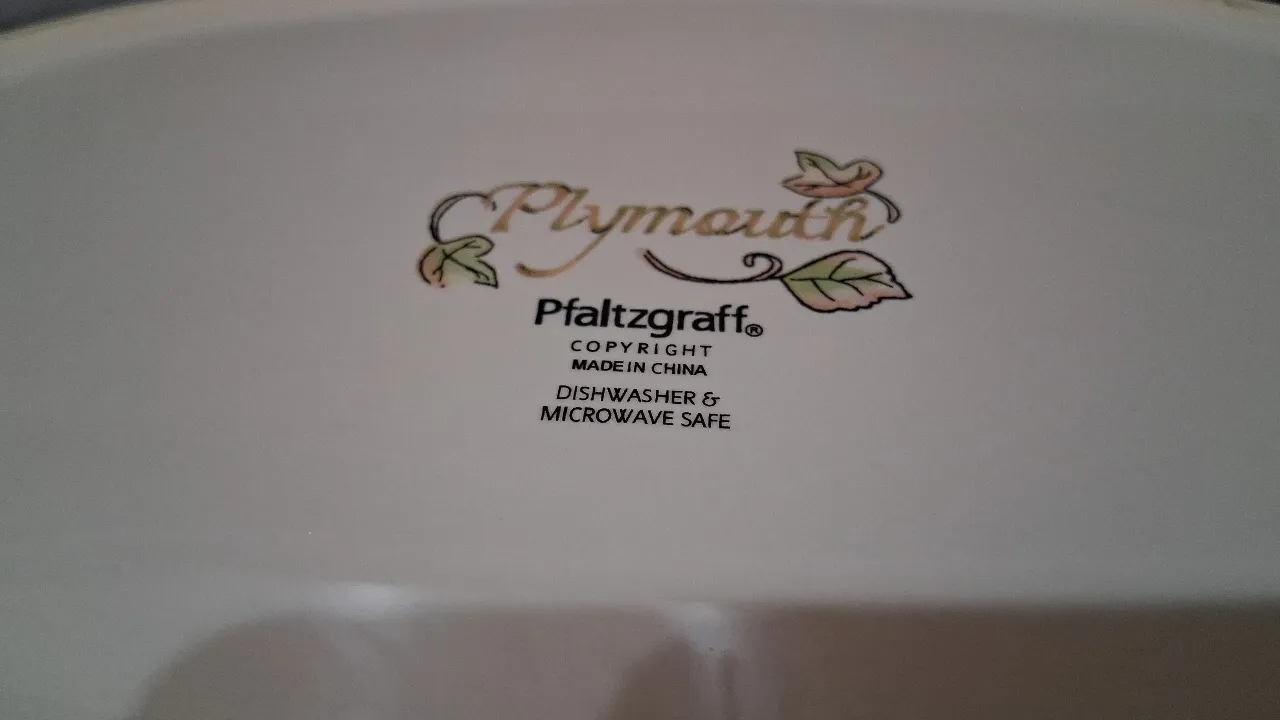 Plymouth
Pfaltzgraff®
COPYRIGHT
MADE IN CHINA
DISHWASHER &
MICROWAVE SAFE